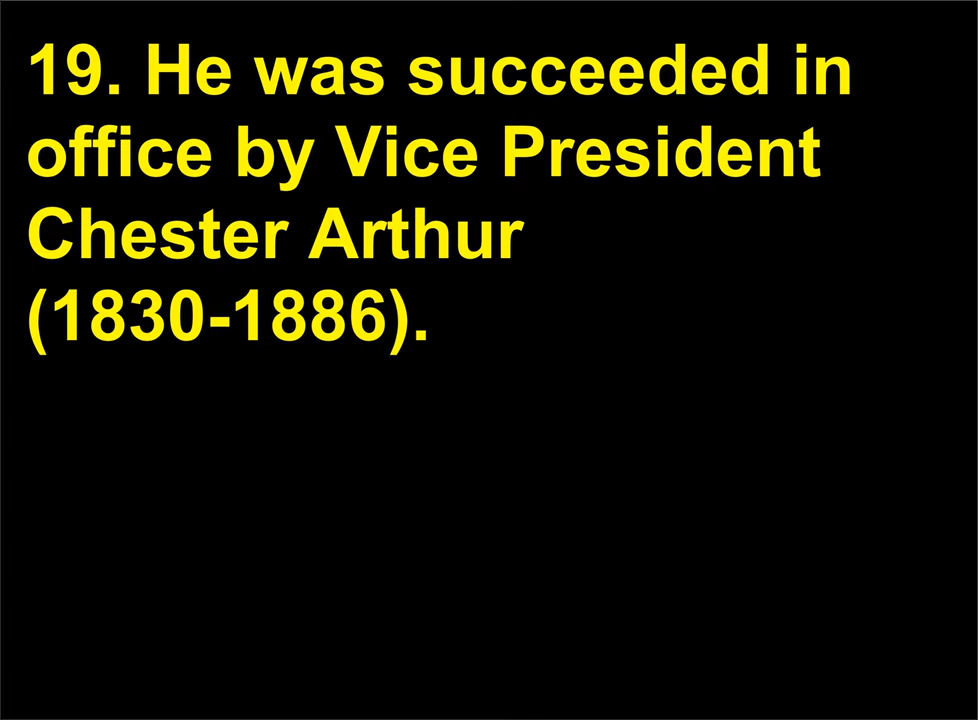 19. He was succeeded in
office by Vice President
Chester Arthur
(1830-1886).